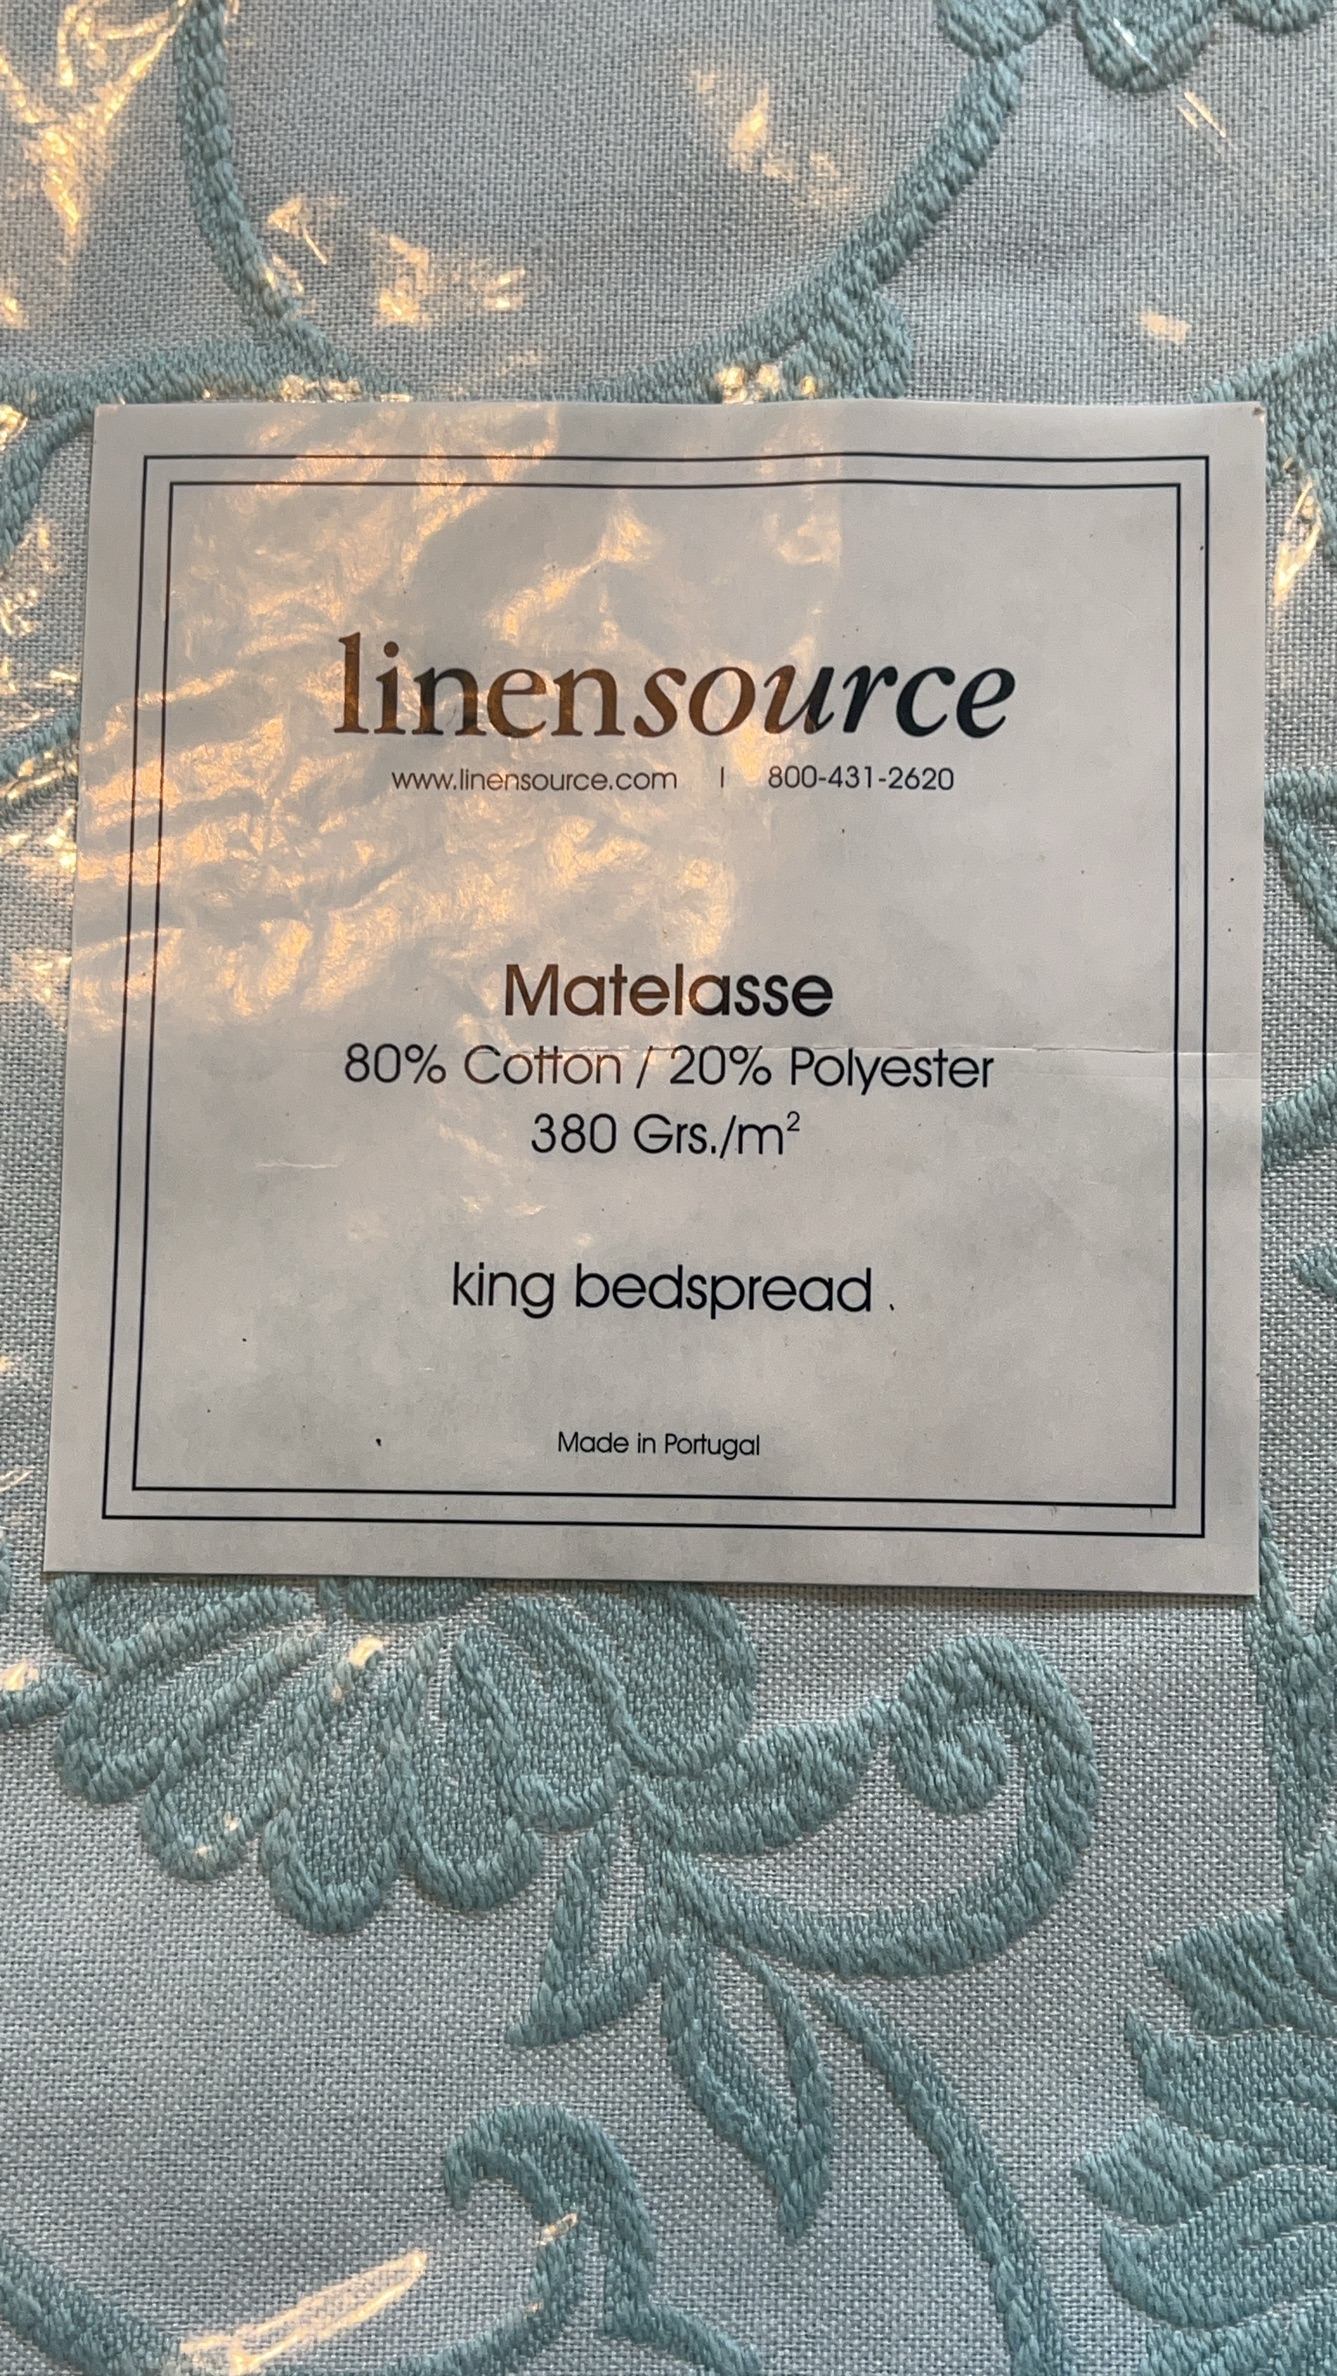 linensource
www.linensource.com | 800-431-2620
Matelasse
80% Cotton / 20% Polyester
380 Grs./m²
king bedspread
Made in Portugal